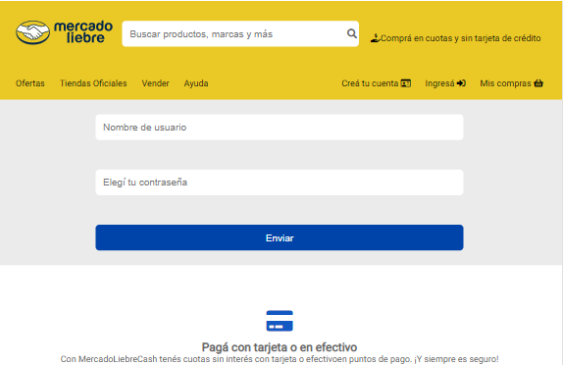 mercado
liebre
Buscar productos, marcas y más
Comprá en cuotas y sin tarjeta de crédito
Ofertas Tiendas Oficiales Vender Ayuda Creá tu cuenta Ingresá Mis compras
Nombre de usuario
Elegí tu contraseña
Enviar
Pagá con tarjeta o en efectivo
Con MercadoLiebreCash tenés cuotas sin interés con tarjeta o efectivoen puntos de pago. ¡Y siempre es seguro!